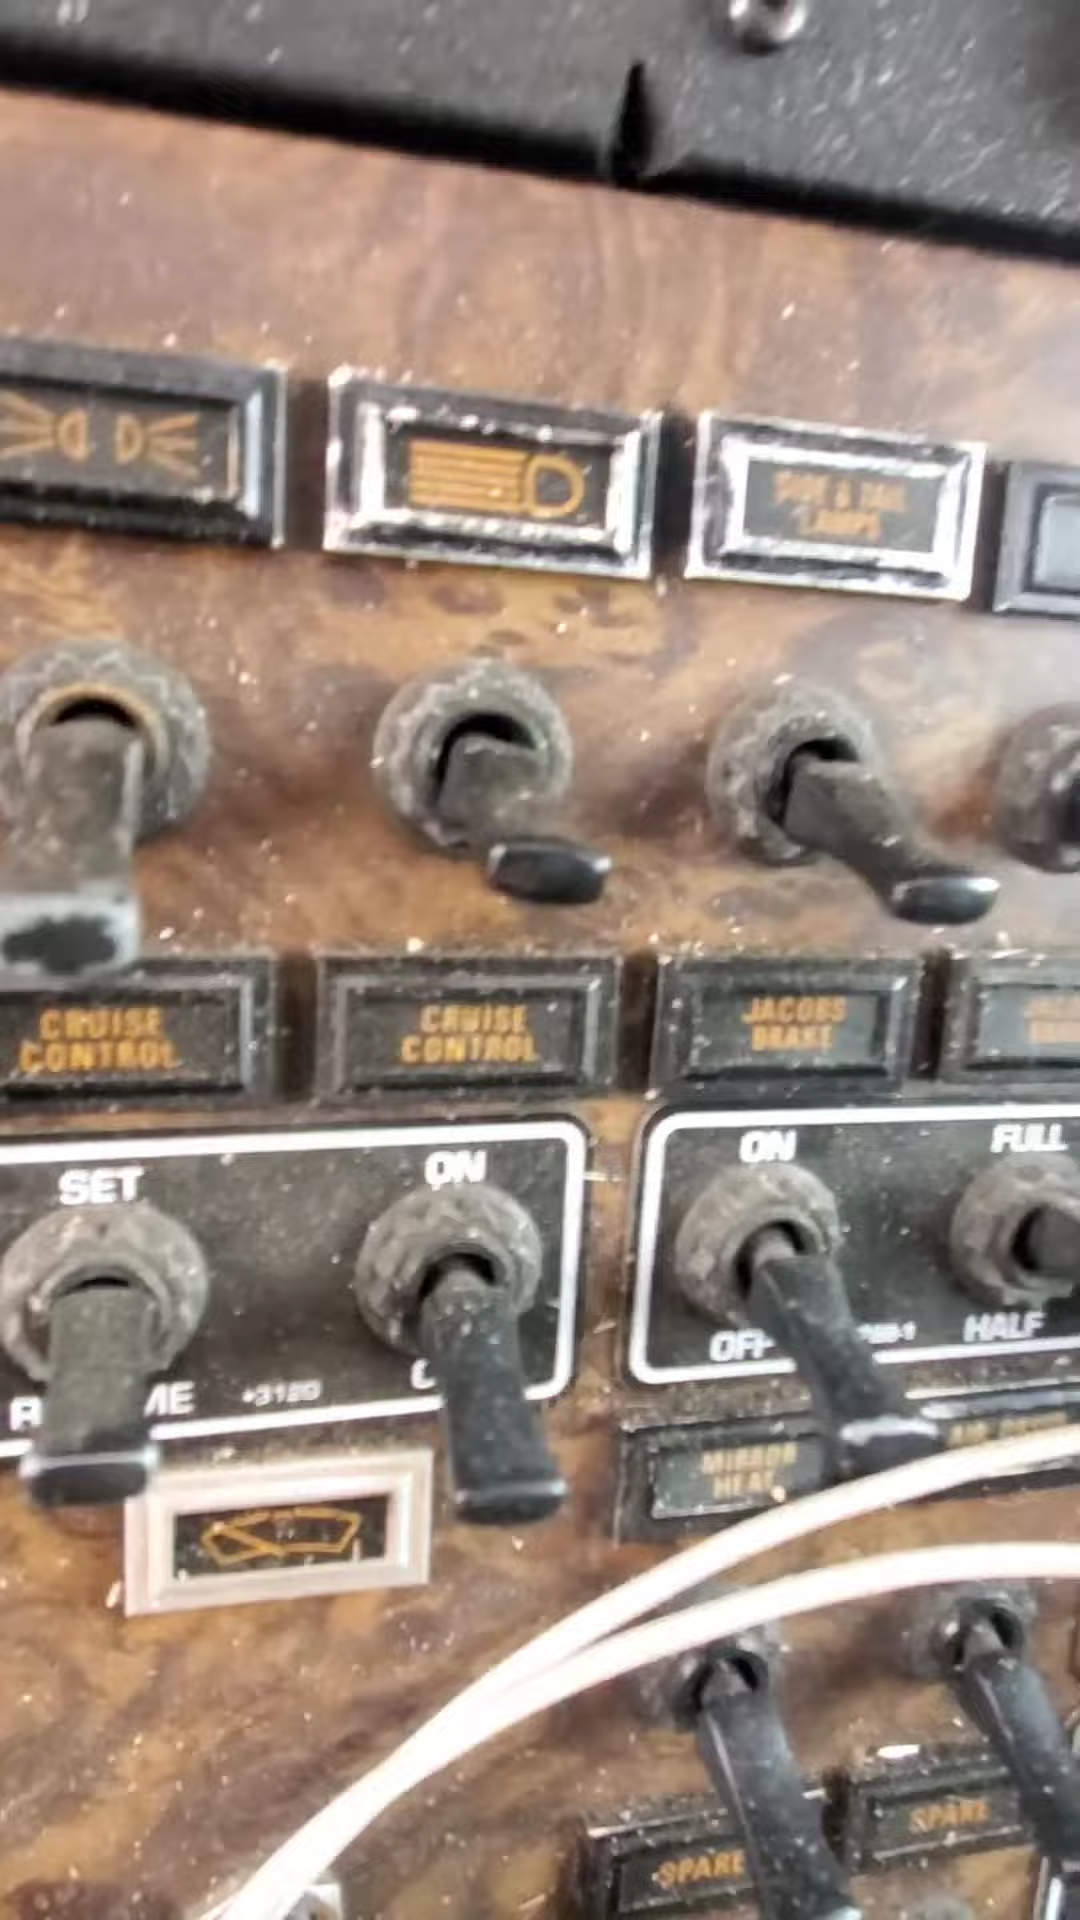 SIDE & TAIL
LAMPS
CRUISE
CONTROL
CRUISE
CONTROL
JACOBS
BRAKE
SET
ON
ON
FULL
OFF
HALF
MIRROR
HEAT
SPARE
SPARE